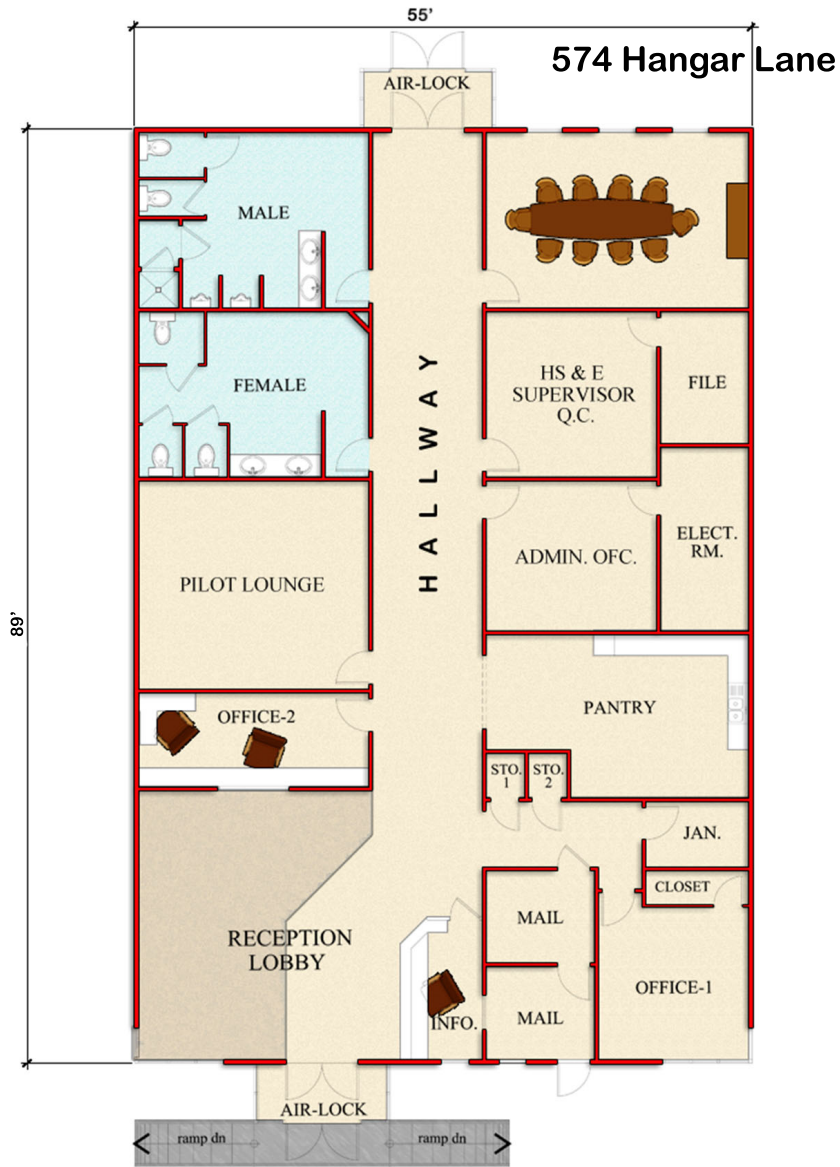 55'
574 Hangar Lane
AIR-LOCK
MALE
HS & E
SUPERVISOR
Q.C.
FILE
FEMALE
HALLWAY
ELECT.
RM.
ADMIN. OFC.
PILOT LOUNGE
89'
OFFICE-2
PANTRY
STO.
1
STO.
2
JAN.
CLOSET
MAIL
RECEPTION
LOBBY
OFFICE-1
INFO.
MAIL
AIR-LOCK
ramp dn
ramp dn